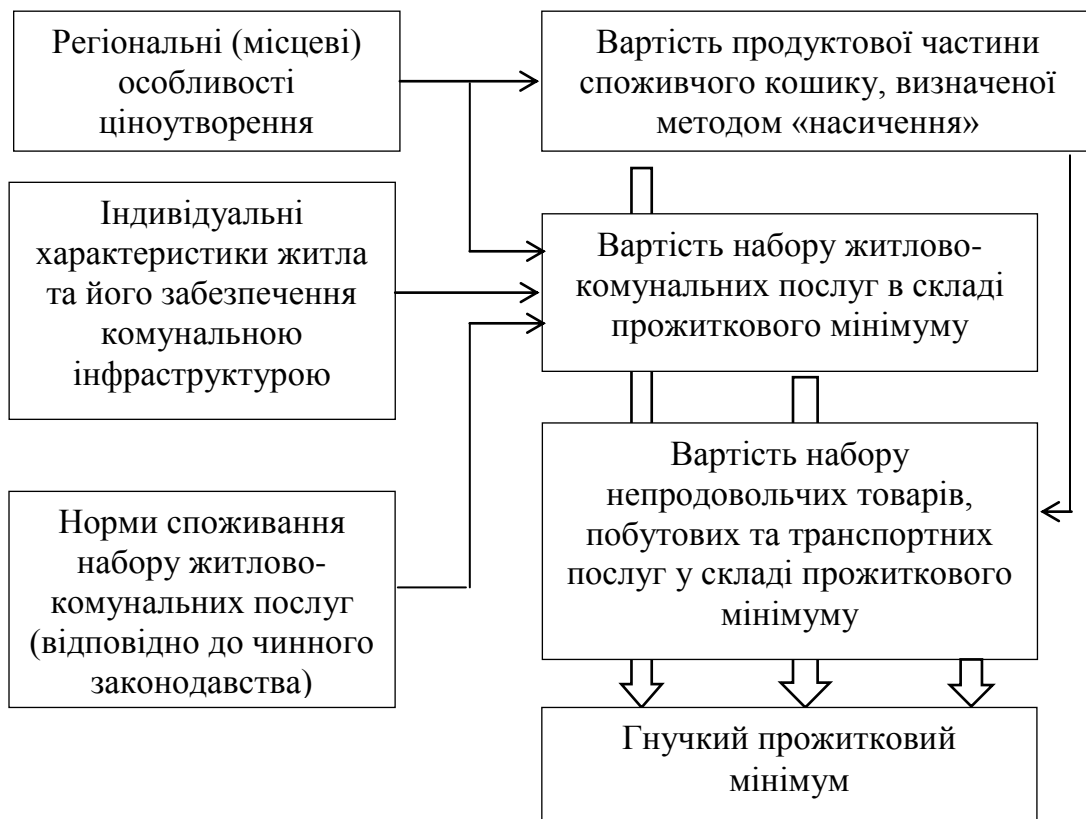 Регіональні (місцеві)
особливості
ціноутворення
Вартість продуктової частини
споживчого кошику, визначеної
методом «насичення»
Індивідуальні
характеристики житла
та його забезпечення
комунальною
інфраструктурою
Вартість набору житлово-
комунальних послуг в складі
прожиткового мінімуму
Норми споживання
набору житлово-
комунальних послуг
(відповідно до чинного
законодавства)
Вартість набору
непродовольчих товарів,
побутових та транспортних
послуг у складі прожиткового
мінімуму
Гнучкий прожитковий
мінімум